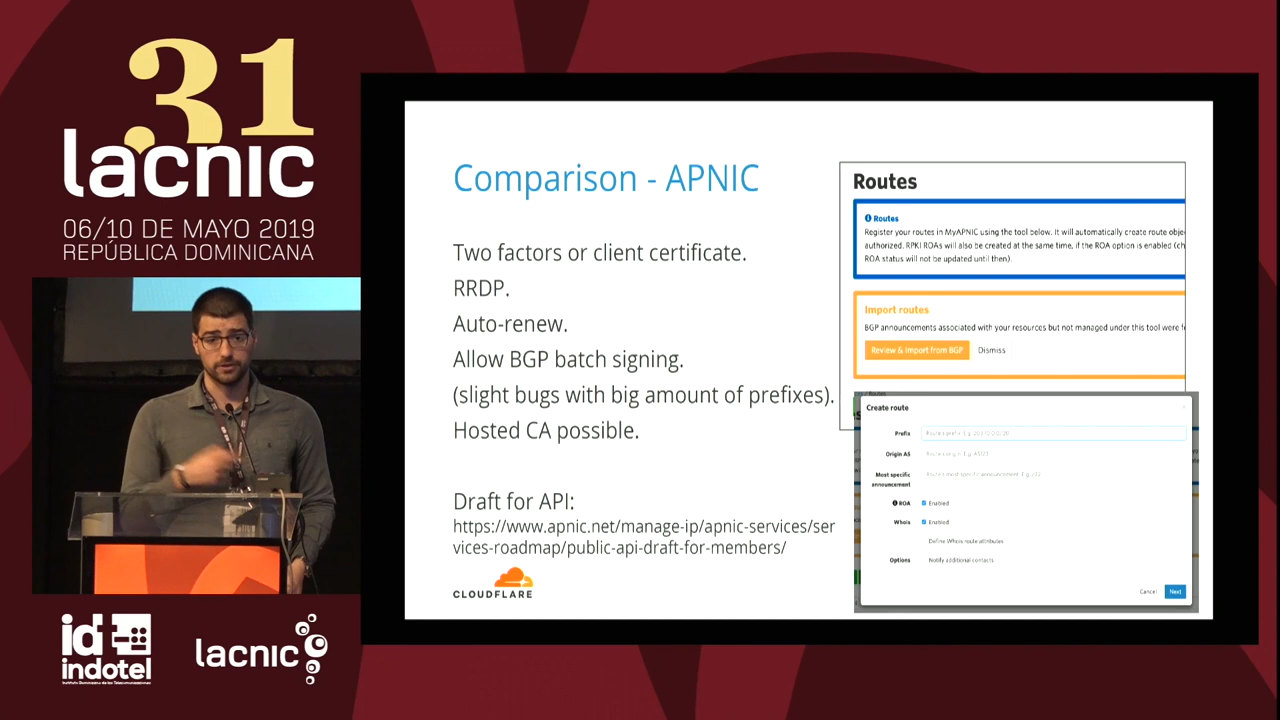 31
lacnic
06/10 DE MAYO 2019
REPÚBLICA DOMINICANA
Comparison - APNIC
Two factors or client certificate.
RRDP.
Auto-renew.
Allow BGP batch signing.
(slight bugs with big amount of prefixes).
Hosted CA possible.
Draft for API:
https://www.apnic.net/manage-ip/apnic-services/ser
vices-roadmap/public-api-draft-for-members/
CLOUDFLARE
Routes
Routes
Register your routes in MyAPNIC using the tool below. It will automatically create route obje
authorized. RPKI ROAs will also be created at the same time, if the ROA option is enabled (ch
ROA status will not be updated until then).
Import routes
BGP announcements associated with your resources but not managed under this tool were f
Review & Import from BGP Dismiss
Create route
Prefix
Origin AS
Most specific
announcement
ROA Enabled
Whois Enabled
Define Whois route attributes
Options Notify additional contacts
Cancel Next
id
indotel
Instituto Dominicano de las Telecomunicaciones
lacnic